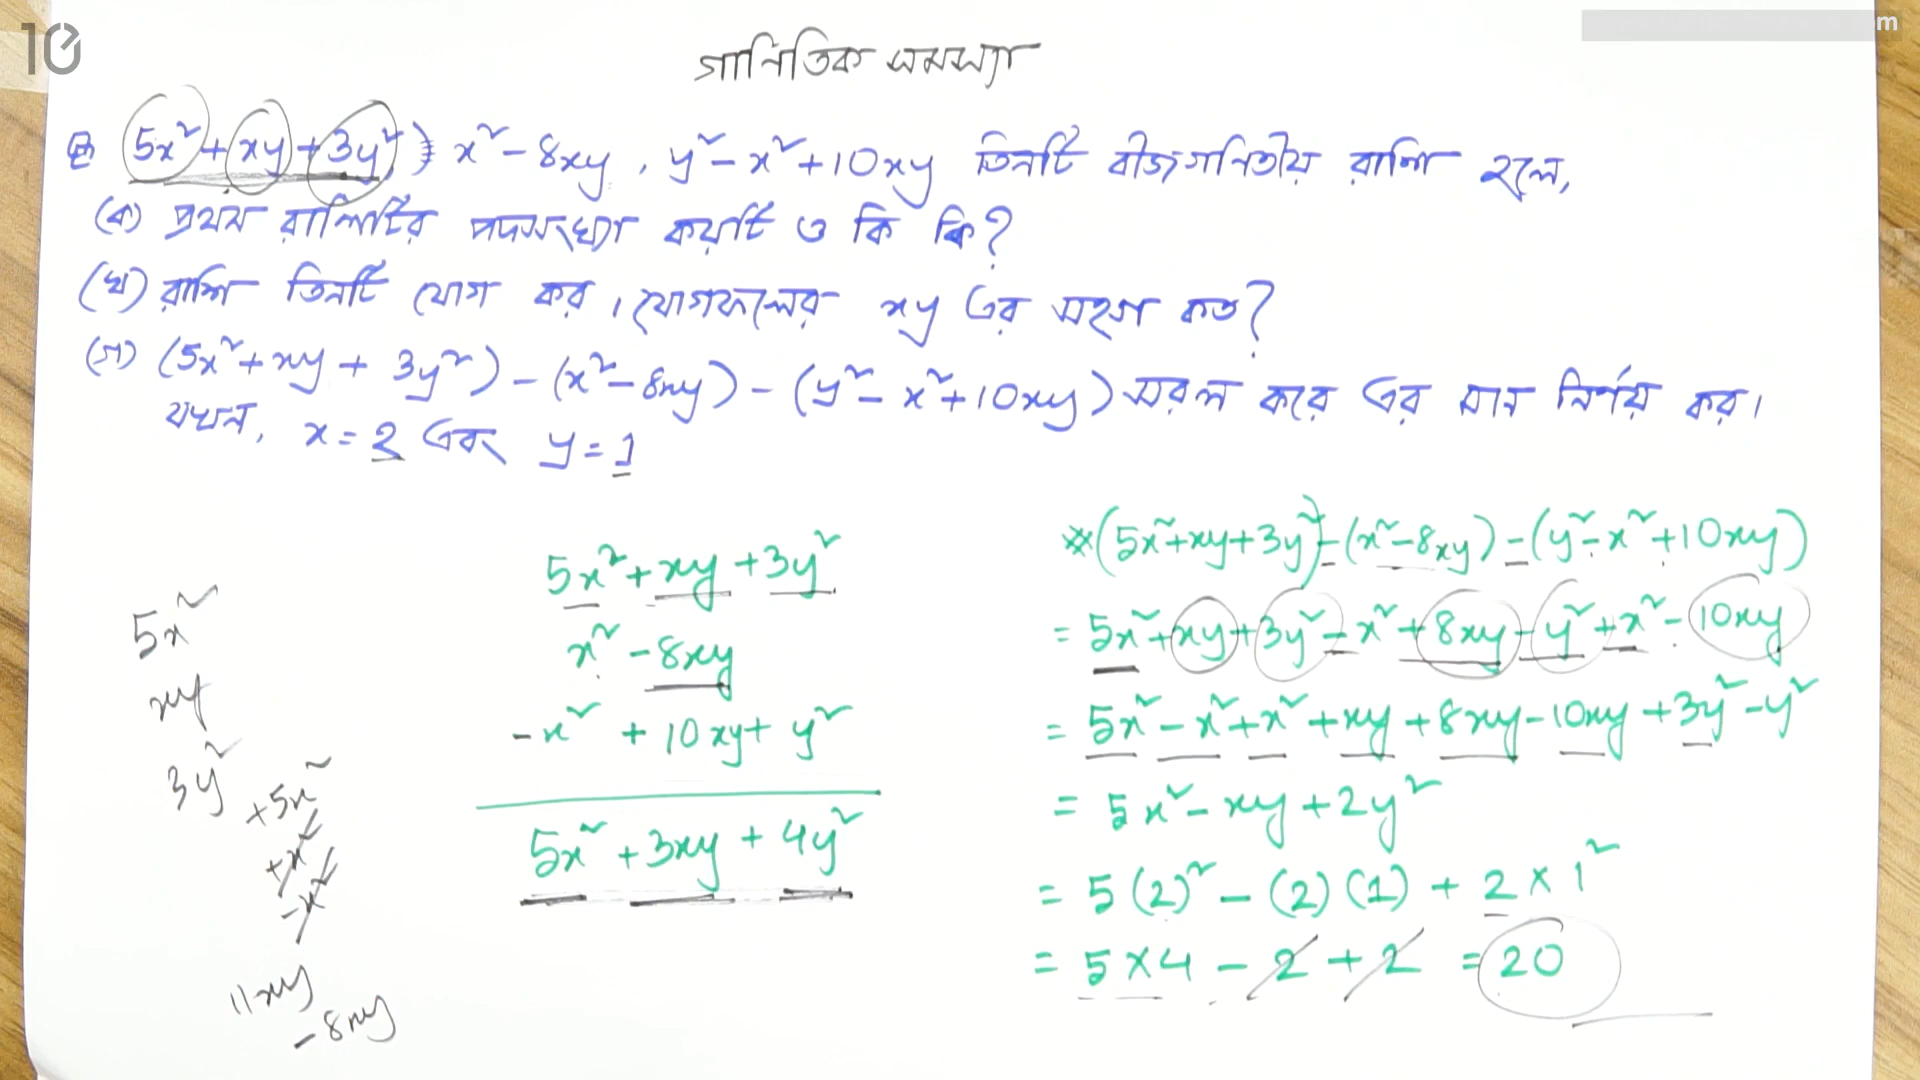 10
m
গানিতিক সমস্যা
5x²+xy+3y², x²-8xy, y²-x²+10xy তিনটি বীজগণিতীয় রাশি হলে,
(ক) প্রথম রাশিটির পদসংখ্যা কয়টি ও কি কি?
(খ) রাশি তিনটি যোগ কর। যোগফলের xy এর সহগ কত?
(গ) (5x²+xy+3y²)-(x²-8xy)-(y²-x²+10xy) সরল করে এর মান নির্ণয় কর।
যখন, x=2 এবং y=1
5x²
xy
3y²
+5x²
+x²
-x²
11xy
-8xy
5x²+xy+3y²
x²-8xy
-x²+10xy+y²
5x²+3xy+4y²
(5x²+xy+3y²)-(x²-8xy)-(y²-x²+10xy)
=5x²+xy+3y²-x²+8xy-y²+x²-10xy
=5x²-x²+x²+xy+8xy-10xy+3y²-y²
=5x²-xy+2y²
=5(2)²-(2)(1)+2×1²
=5×4-2+2=20